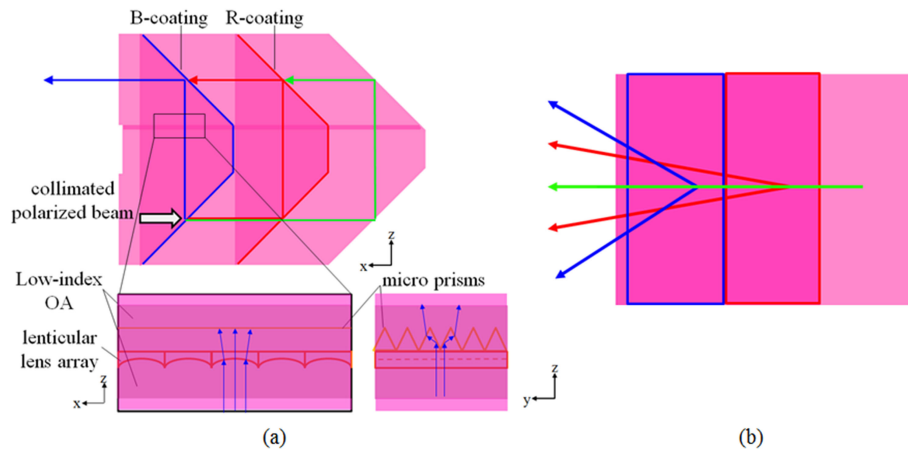 B-coating R-coating
collimated
polarized beam
z
x
Low-index
OA
micro prisms
lenticular
lens array
z
x
z
y
(a)
(b)